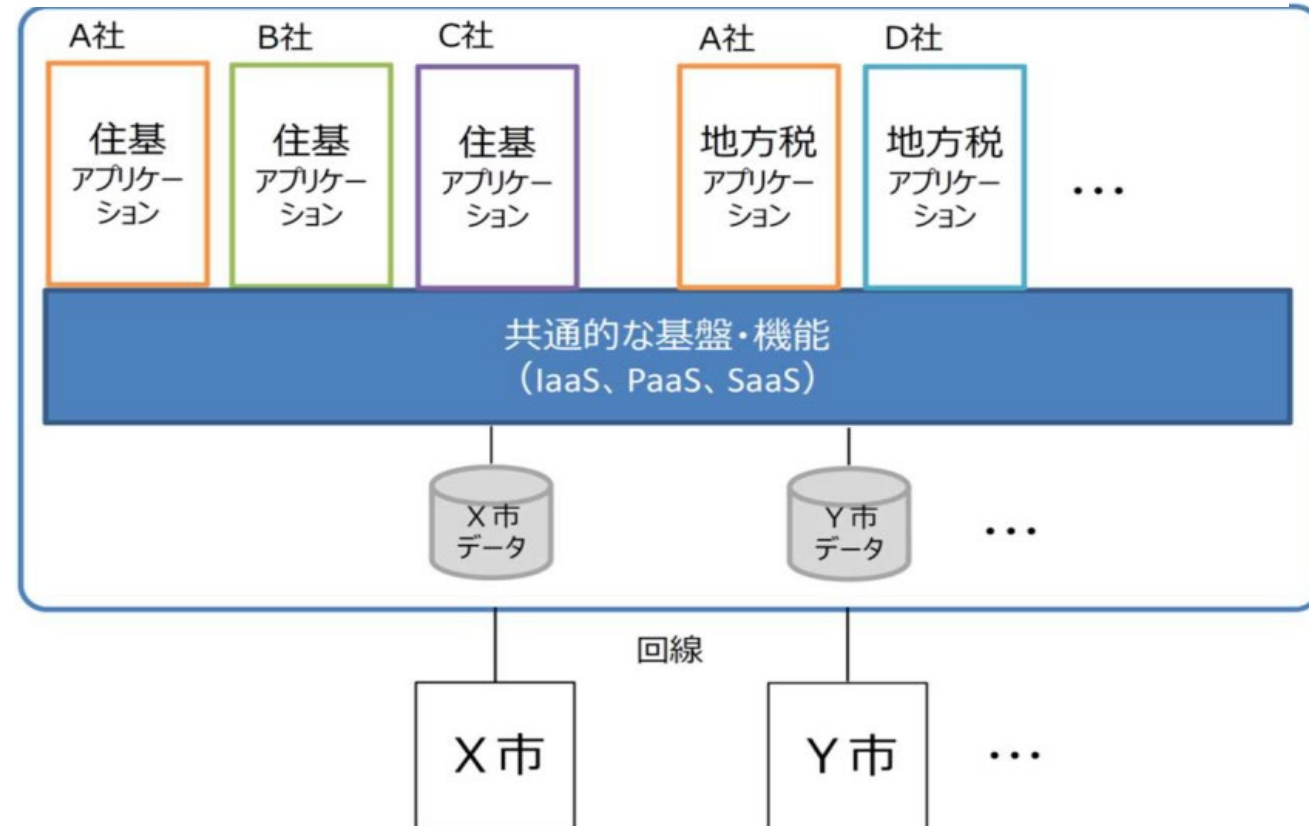 A社
B社
C社
A社
D社
住基
アプリケー
ション
住基
アプリケー
ション
住基
アプリケー
ション
地方税
アプリケー
ション
地方税
アプリケー
ション
…
共通的な基盤・機能
（IaaS、PaaS、SaaS）
X市
データ
Y市
データ
…
回線
X市
Y市
…